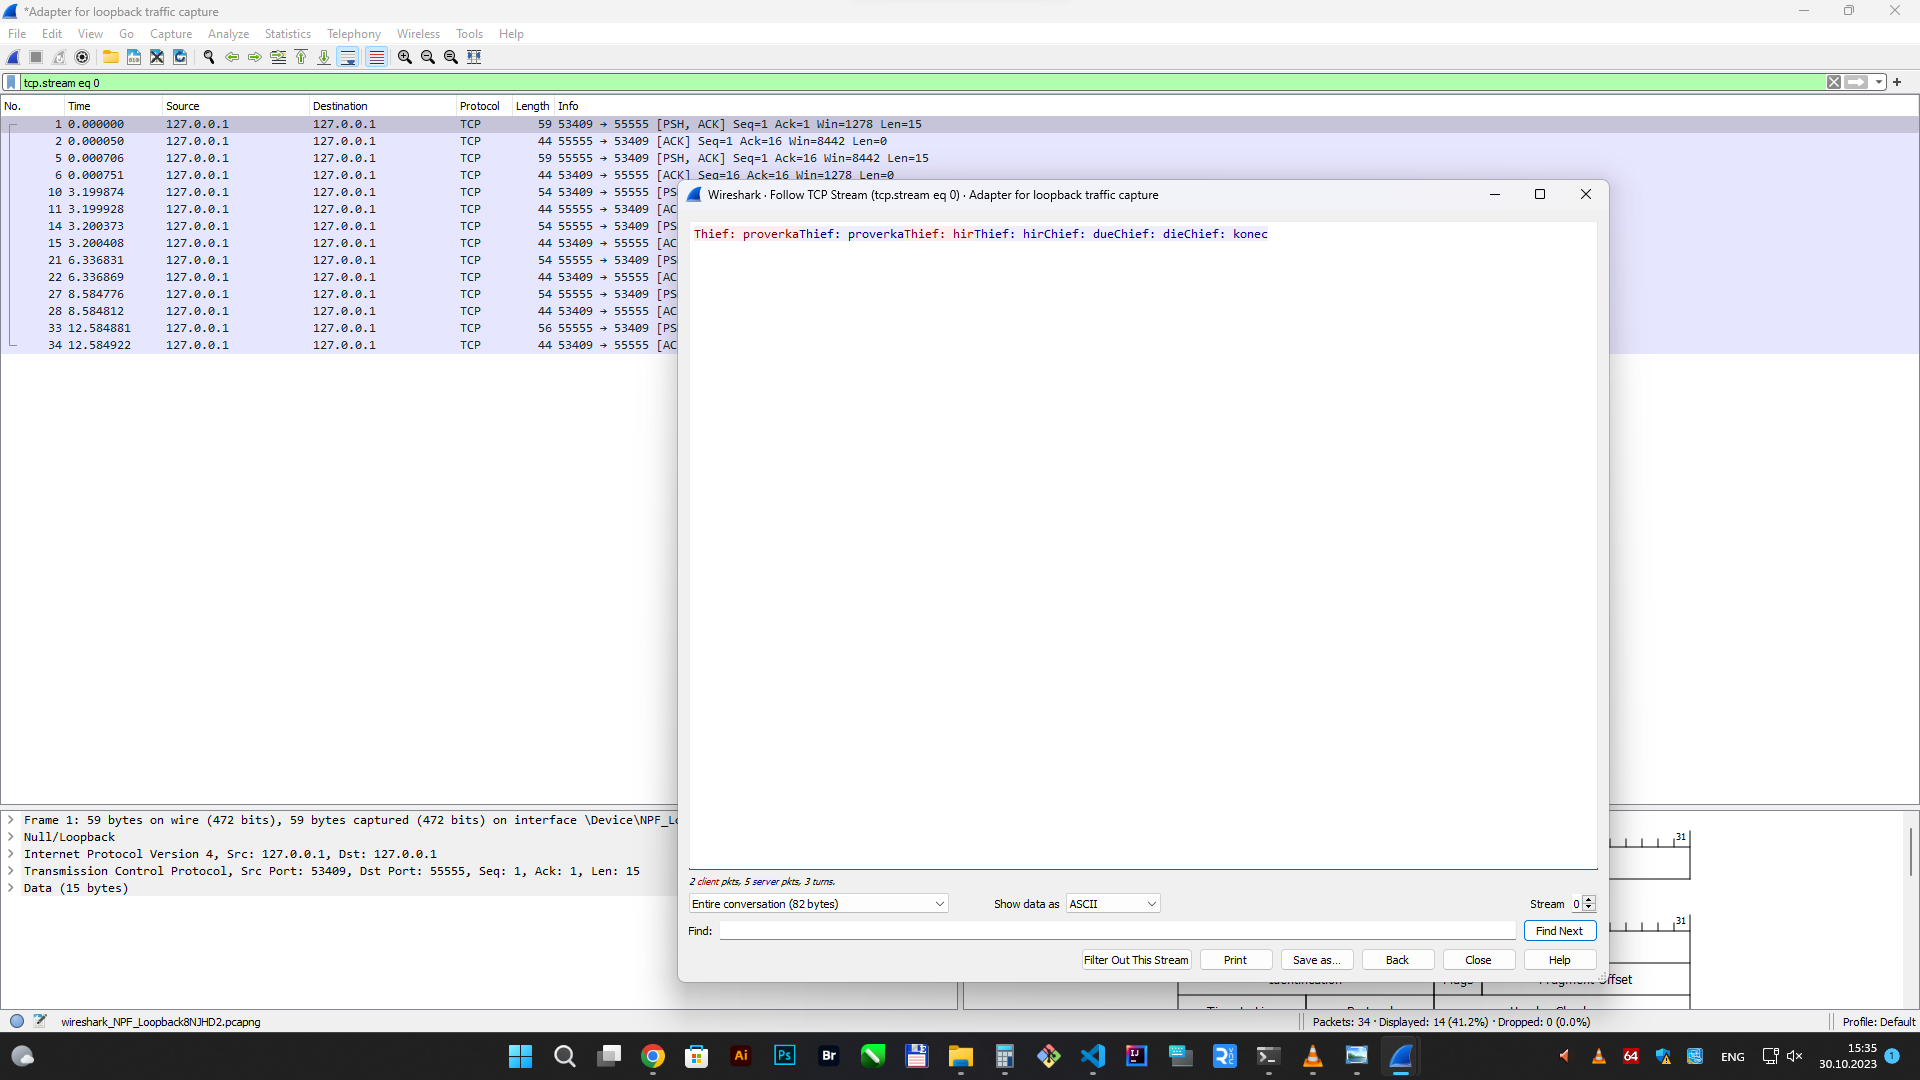 *Adapter for loopback traffic capture
File Edit View Go Capture Analyze Statistics Telephony Wireless Tools Help
tcp.stream eq 0
No. Time Source Destination Protocol Length Info
1 0.000000 127.0.0.1 127.0.0.1 TCP 59 53409 → 55555 [PSH, ACK] Seq=1 Ack=1 Win=1278 Len=15
2 0.000050 127.0.0.1 127.0.0.1 TCP 44 55555 → 53409 [ACK] Seq=1 Ack=16 Win=8442 Len=0
5 0.000706 127.0.0.1 127.0.0.1 TCP 59 55555 → 53409 [PSH, ACK] Seq=1 Ack=16 Win=8442 Len=15
6 0.000751 127.0.0.1 127.0.0.1 TCP 44 53409 → 55555 [ACK] Seq=16 Ack=16 Win=1278 Len=0
10 3.199874 127.0.0.1 127.0.0.1 TCP 54 53409 → 55555 [PS
11 3.199928 127.0.0.1 127.0.0.1 TCP 44 55555 → 53409 [AC
14 3.200373 127.0.0.1 127.0.0.1 TCP 54 55555 → 53409 [PS
15 3.200408 127.0.0.1 127.0.0.1 TCP 44 53409 → 55555 [AC
21 6.336831 127.0.0.1 127.0.0.1 TCP 54 55555 → 53409 [PS
22 6.336869 127.0.0.1 127.0.0.1 TCP 44 53409 → 55555 [AC
27 8.584776 127.0.0.1 127.0.0.1 TCP 54 55555 → 53409 [PS
28 8.584812 127.0.0.1 127.0.0.1 TCP 44 53409 → 55555 [AC
33 12.584881 127.0.0.1 127.0.0.1 TCP 56 55555 → 53409 [PS
34 12.584922 127.0.0.1 127.0.0.1 TCP 44 53409 → 55555 [AC
Wireshark · Follow TCP Stream (tcp.stream eq 0) · Adapter for loopback traffic capture
Thief: proverkaThief: proverkaThief: hirThief: hirChief: dueChief: dieChief: konec
2 client pkts, 5 server pkts, 3 turns.
Entire conversation (82 bytes) Show data as ASCII Stream 0
Find: Find Next
Filter Out This Stream Print Save as... Back Close Help
Frame 1: 59 bytes on wire (472 bits), 59 bytes captured (472 bits) on interface \Device\NPF_Lo
Null/Loopback
Internet Protocol Version 4, Src: 127.0.0.1, Dst: 127.0.0.1
Transmission Control Protocol, Src Port: 53409, Dst Port: 55555, Seq: 1, Ack: 1, Len: 15
Data (15 bytes)
31
31
Identification Flags Fragment Offset
wireshark_NPF_Loopback8NJHD2.pcapng
Packets: 34 · Displayed: 14 (41.2%) · Dropped: 0 (0.0%)
Profile: Default
Ai Ps Br IJ
64
ENG
15:35
30.10.2023
1